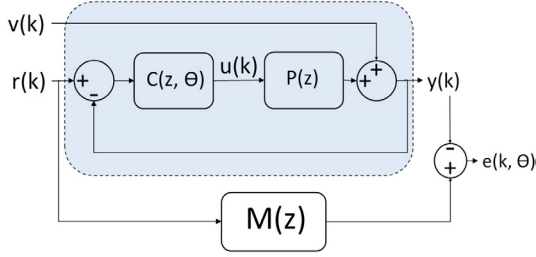 v(k)
r(k)
+
-
C(z, Θ)
u(k)
P(z)
+
+
y(k)
-
+
e(k, Θ)
M(z)